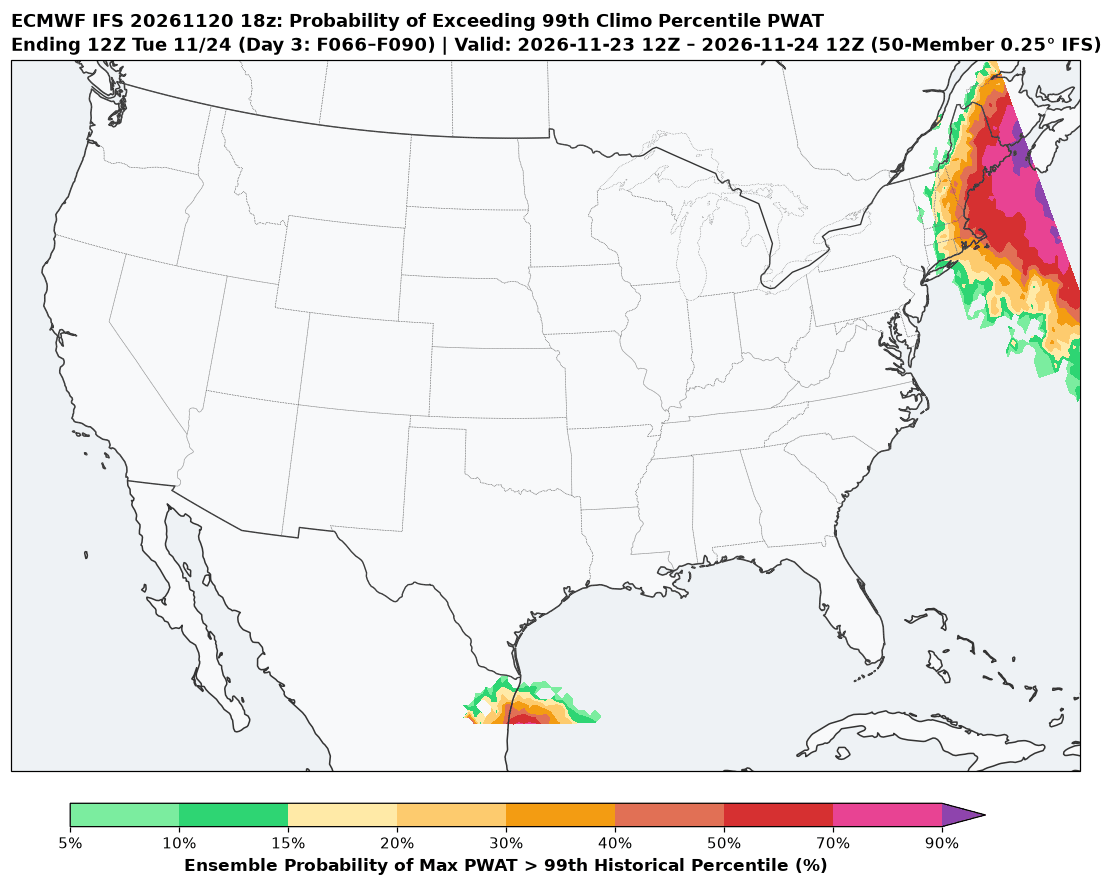 ECMWF IFS 20261120 18z: Probability of Exceeding 99th Climo Percentile PWAT
Ending 12Z Tue 11/24 (Day 3: F066–F090) | Valid: 2026-11-23 12Z – 2026-11-24 12Z (50-Member 0.25° IFS)
5% 10% 15% 20% 30% 40% 50% 70% 90%
Ensemble Probability of Max PWAT > 99th Historical Percentile (%)